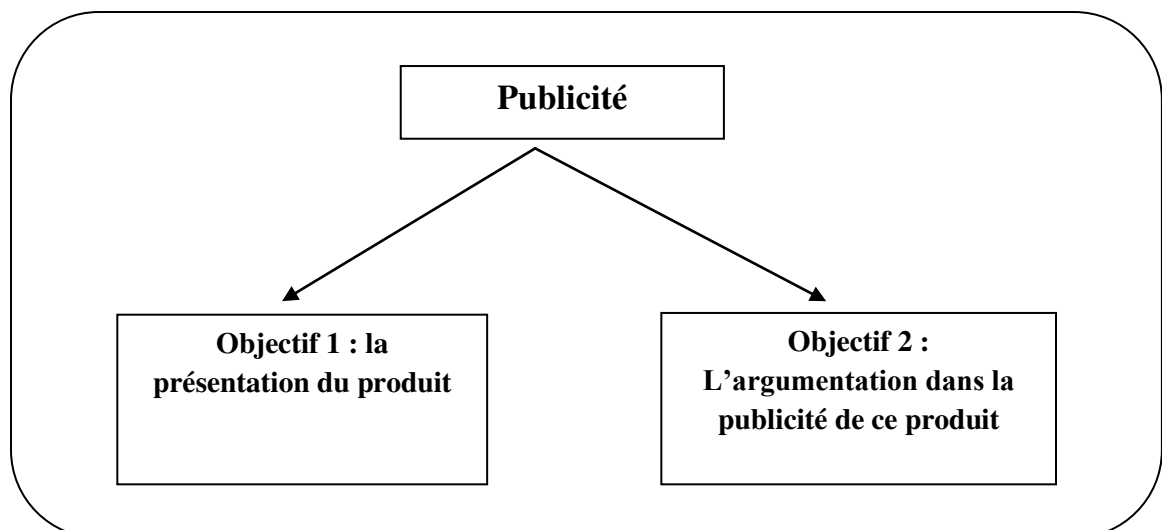 Publicité
Objectif 1 : la
présentation du produit
Objectif 2 :
L’argumentation dans la
publicité de ce produit